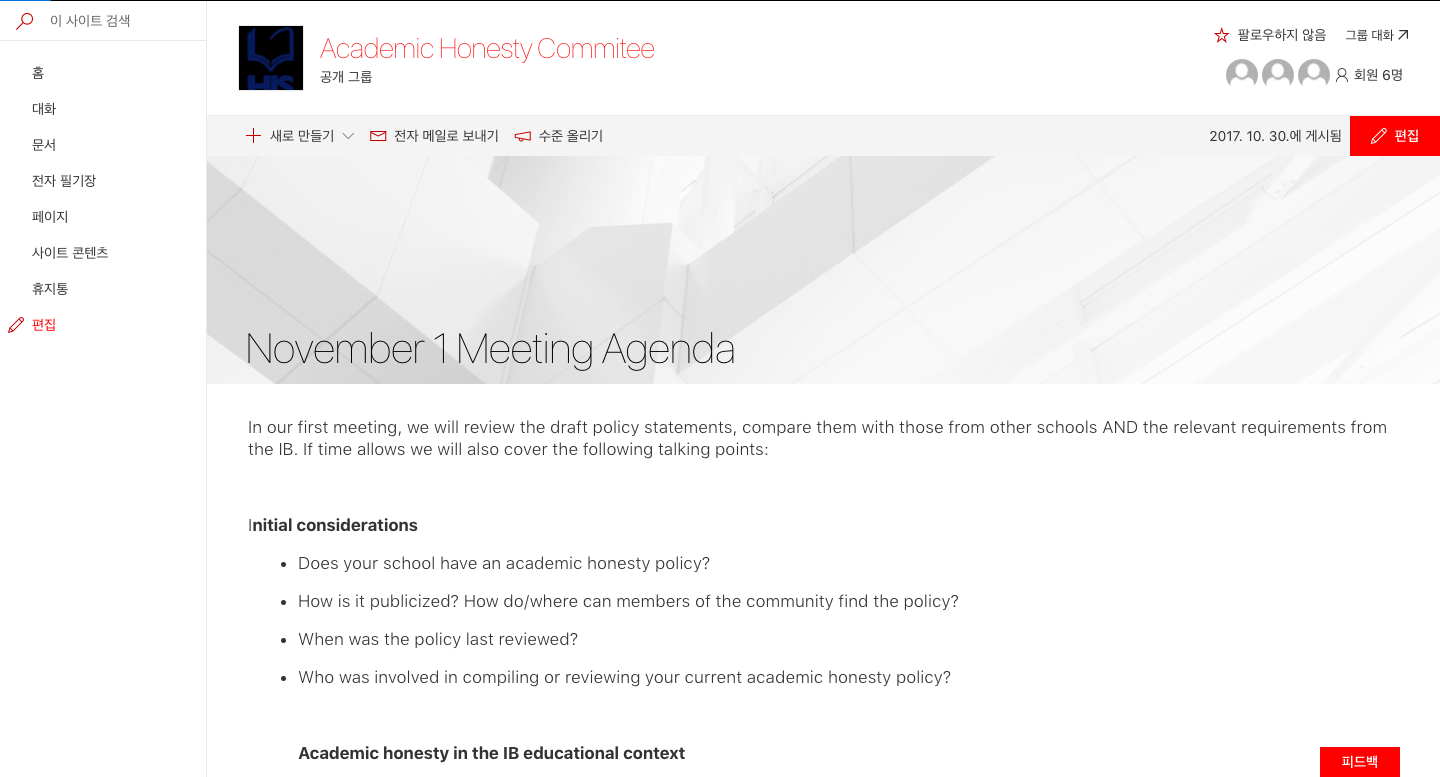 이 사이트 검색
홈
대화
문서
전자 필기장
페이지
사이트 콘텐츠
휴지통
편집
HIS
Academic Honesty Commitee
공개 그룹
팔로우하지 않음 그룹 대화
회원 6명
새로 만들기 전자 메일로 보내기 수준 올리기 2017. 10. 30.에 게시됨 편집
November 1 Meeting Agenda
In our first meeting, we will review the draft policy statements, compare them with those from other schools AND the relevant requirements from
the IB. If time allows we will also cover the following talking points:
Initial considerations
• Does your school have an academic honesty policy?
• How is it publicized? How do/where can members of the community find the policy?
• When was the policy last reviewed?
• Who was involved in compiling or reviewing your current academic honesty policy?
Academic honesty in the IB educational context
피드백